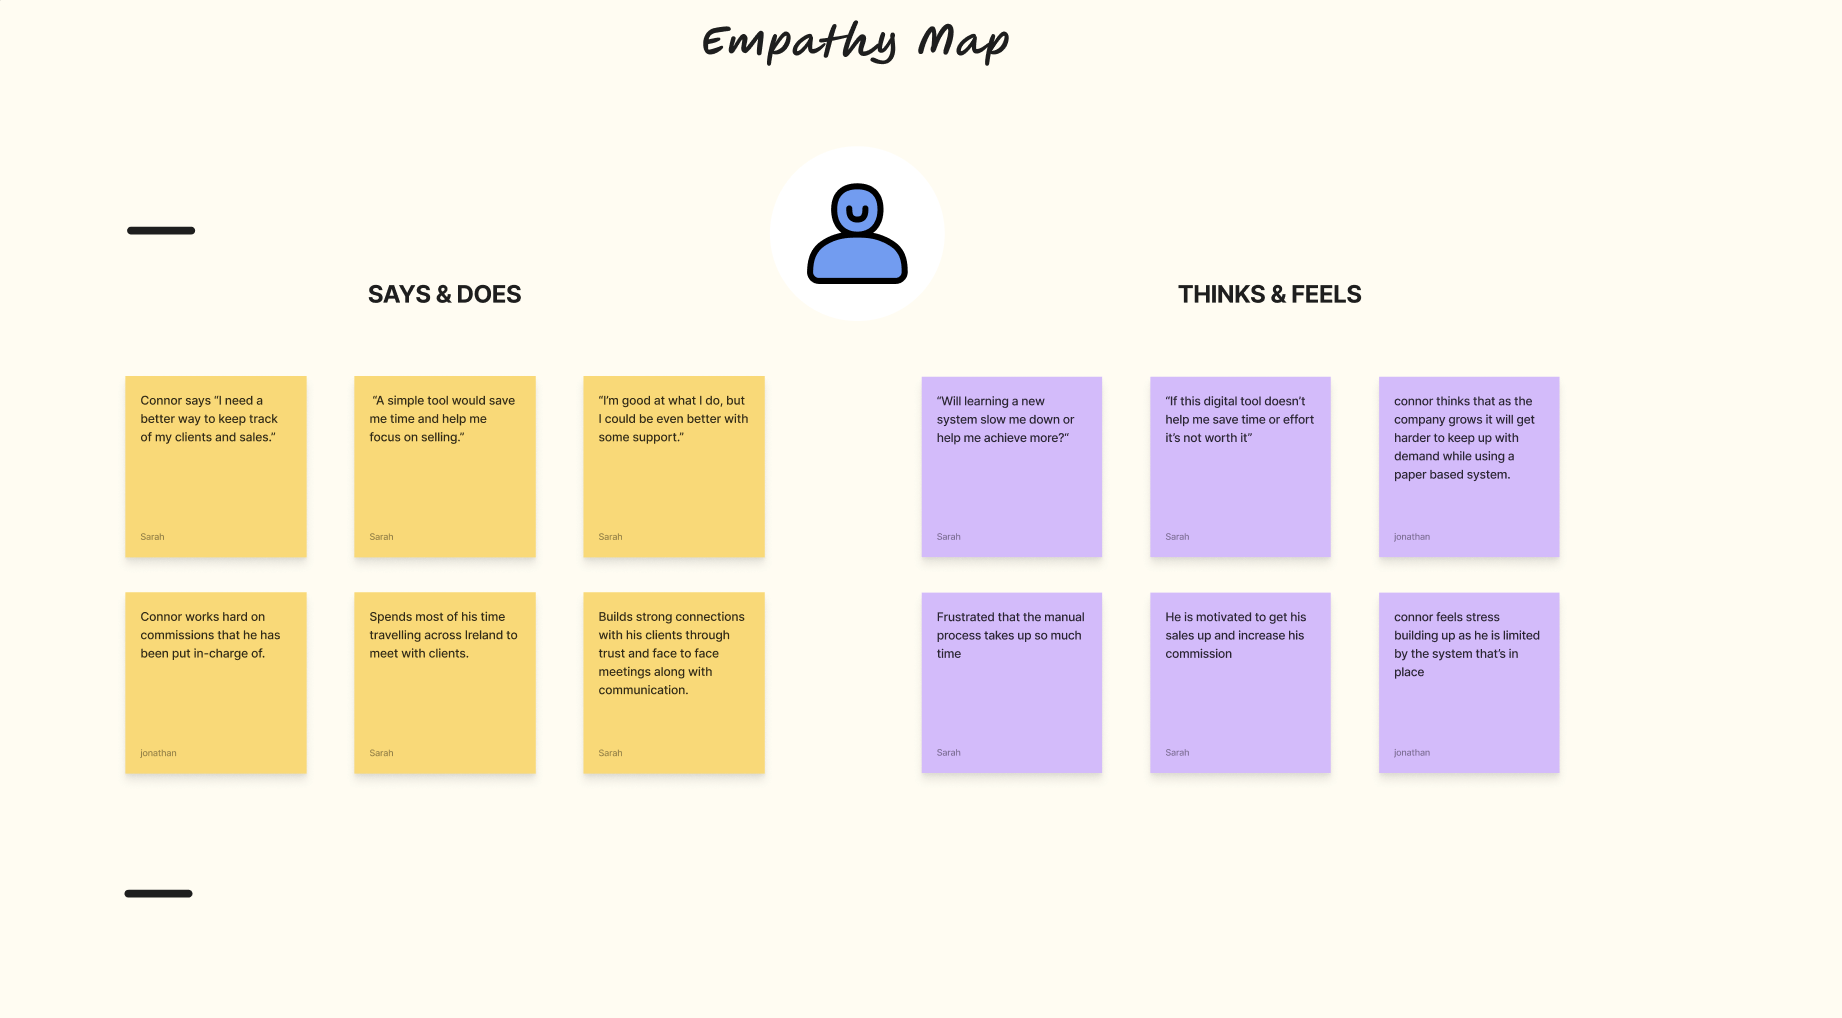 Empathy Map
SAYS & DOES
THINKS & FEELS
Connor says “I need a
better way to keep track
of my clients and sales.”
Sarah
“A simple tool would save
me time and help me
focus on selling.”
Sarah
“I’m good at what I do, but
I could be even better with
some support.”
Sarah
Connor works hard on
commissions that he has
been put in-charge of.
jonathan
Spends most of his time
travelling across Ireland to
meet with clients.
Sarah
Builds strong connections
with his clients through
trust and face to face
meetings along with
communication.
Sarah
“Will learning a new
system slow me down or
help me achieve more?”
Sarah
“If this digital tool doesn’t
help me save time or effort
it’s not worth it”
Sarah
connor thinks that as the
company grows it will get
harder to keep up with
demand while using a
paper based system.
jonathan
Frustrated that the manual
process takes up so much
time
Sarah
He is motivated to get his
sales up and increase his
commission
Sarah
connor feels stress
building up as he is limited
by the system that’s in
place
jonathan